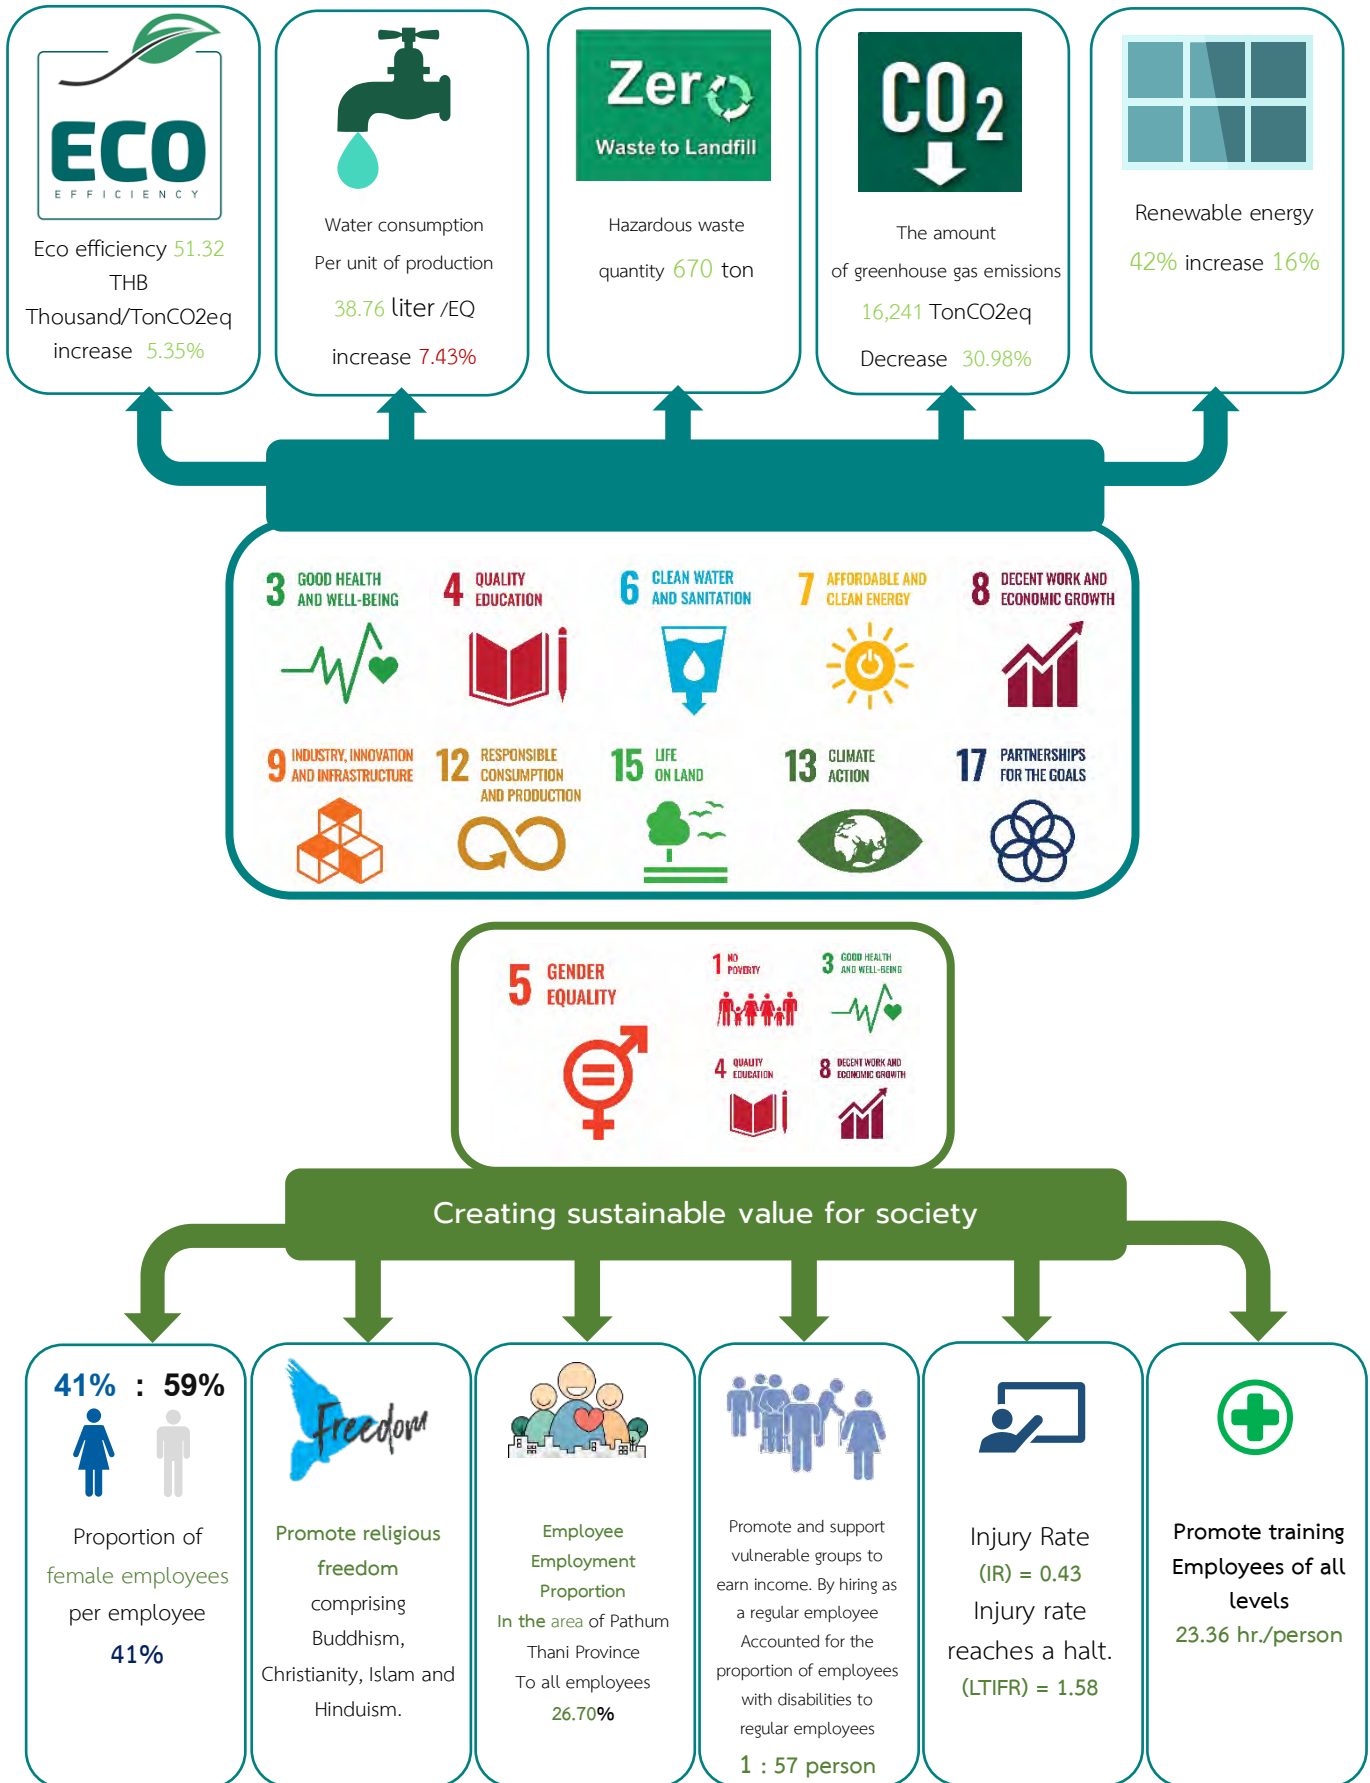 ECO
EFFICIENCY
Eco efficiency 51.32
THB
Thousand/TonCO2eq
increase 5.35%
Water consumption
Per unit of production
38.76 liter /EQ
increase 7.43%
Zero
Waste to Landfill
Hazardous waste
quantity 670 ton
CO2
The amount
of greenhouse gas emissions
16,241 TonCO2eq
Decrease 30.98%
Renewable energy
42% increase 16%
3 GOOD HEALTH
AND WELL-BEING
4 QUALITY
EDUCATION
6 CLEAN WATER
AND SANITATION
7 AFFORDABLE AND
CLEAN ENERGY
8 DECENT WORK AND
ECONOMIC GROWTH
9 INDUSTRY, INNOVATION
AND INFRASTRUCTURE
12 RESPONSIBLE
CONSUMPTION
AND PRODUCTION
15 LIFE
ON LAND
13 CLIMATE
ACTION
17 PARTNERSHIPS
FOR THE GOALS
5 GENDER
EQUALITY
1 NO
POVERTY
3 GOOD HEALTH
AND WELL-BEING
4 QUALITY
EDUCATION
8 DECENT WORK AND
ECONOMIC GROWTH
Creating sustainable value for society
41% : 59%
Proportion of
female employees
per employee
41%
Freedom
Promote religious
freedom
comprising
Buddhism,
Christianity, Islam and
Hinduism.
Employee
Employment
Proportion
In the area of Pathum
Thani Province
To all employees
26.70%
Promote and support
vulnerable groups to
earn income. By hiring as
a regular employee
Accounted for the
proportion of employees
with disabilities to
regular employees
1 : 57 person
Injury Rate
(IR) = 0.43
Injury rate
reaches a halt.
(LTIFR) = 1.58
Promote training
Employees of all
levels
23.36 hr./person